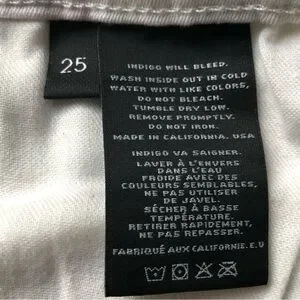 25
INDIGO WILL BLEED.
WASH INSIDE OUT IN COLD
WATER WITH LIKE COLORS,
DO NOT BLEACH.
TUMBLE DRY LOW.
REMOVE PROMPTLY.
DO NOT IRON.
MADE IN CALIFORNIA. USA
INDIGO VA SAIGNER.
LAVER À L'ENVERS
DANS L'EAU
FROIDE AVEC DES
COULEURS SEMBLABLES,
NE PAS UTILISER
DE JAVEL.
SÉCHER À BASSE
TEMPÉRATURE.
RETIRER RAPIDEMENT,
NE PAS REPASSER.
FABRIQUÉ AUX CALIFORNIE. E.U